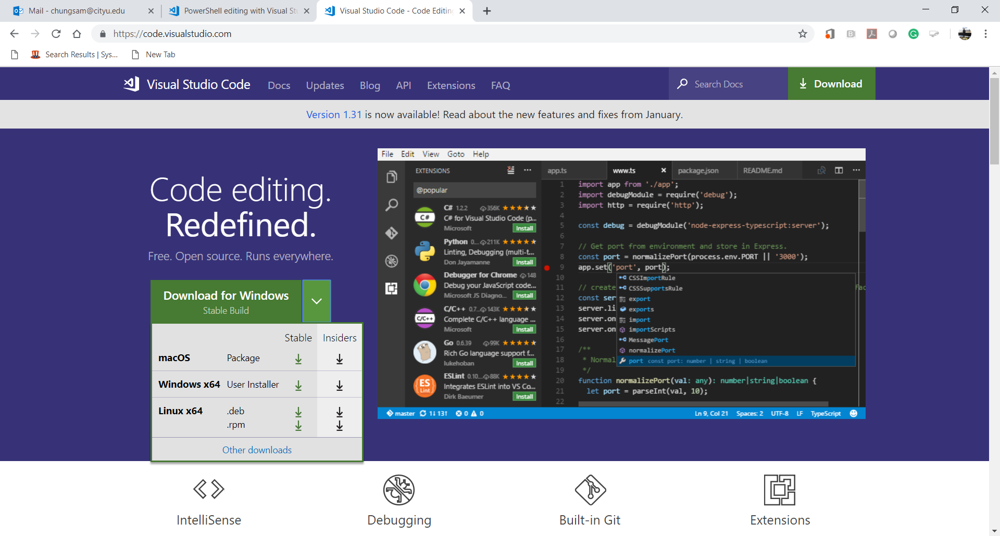 Mail - chungsam@cityu.edu
PowerShell editing with Visual St
Visual Studio Code - Code Editing
https://code.visualstudio.com
Search Results | Sys...
New Tab
Visual Studio Code
Docs
Updates
Blog
API
Extensions
FAQ
Search Docs
Download
Version 1.31 is now available! Read about the new features and fixes from January.
Code editing.
Redefined.
Free. Open source. Runs everywhere.
Download for Windows
Stable Build
Stable Insiders
macOS Package
Windows x64 User Installer
Linux x64 .deb
.rpm
Other downloads
File Edit View Goto Help
EXTENSIONS
@popular
C# 1.2.2 356K
C# for Visual Studio Code (p...
Microsoft Install
Python 0... 211K
Linting, Debugging (multi-t...
Don Jayamanne Install
Debugger for Chrome 148
Debug your JavaScript code...
Microsoft JS Diagno... Install
C/C++ 0.7... 143K
Complete C/C++ language ...
Microsoft Install
Go 0.6.39 99K
Rich Go language support f...
lukehoban Install
ESLint 0.10... 88K
Integrates ESLint into VS Co...
Dirk Baeumer Install
C#
C/C++
ES
Lint
app.ts www.ts package.json README.md
1 import app from './app';
2 import debugModule = require('debug');
3 import http = require('http');
4
5 const debug = debugModule('node-express-typescript:server');
6
7 // Get port from environment and store in Express.
8 const port = normalizePort(process.env.PORT || '3000');
9 app.set('port', port);
10
11 // create fac
12 const ser
13 server.li
14 server.on
15 server.on
16
17 /**
18 * Normal
19 */
20 function normalizePort(val: any): number|string|boolean {
21 let port = parseInt(val, 10);
22
CSSImportRule
CSSSupportsRule
export
exports
import
importScripts
MessagePort
normalizePort
port const port: number | string | boolean
master 1↓ 13↑ 0 0
Ln 9, Col 21 Spaces: 2 UTF-8 LF TypeScript
IntelliSense
Debugging
Built-in Git
Extensions